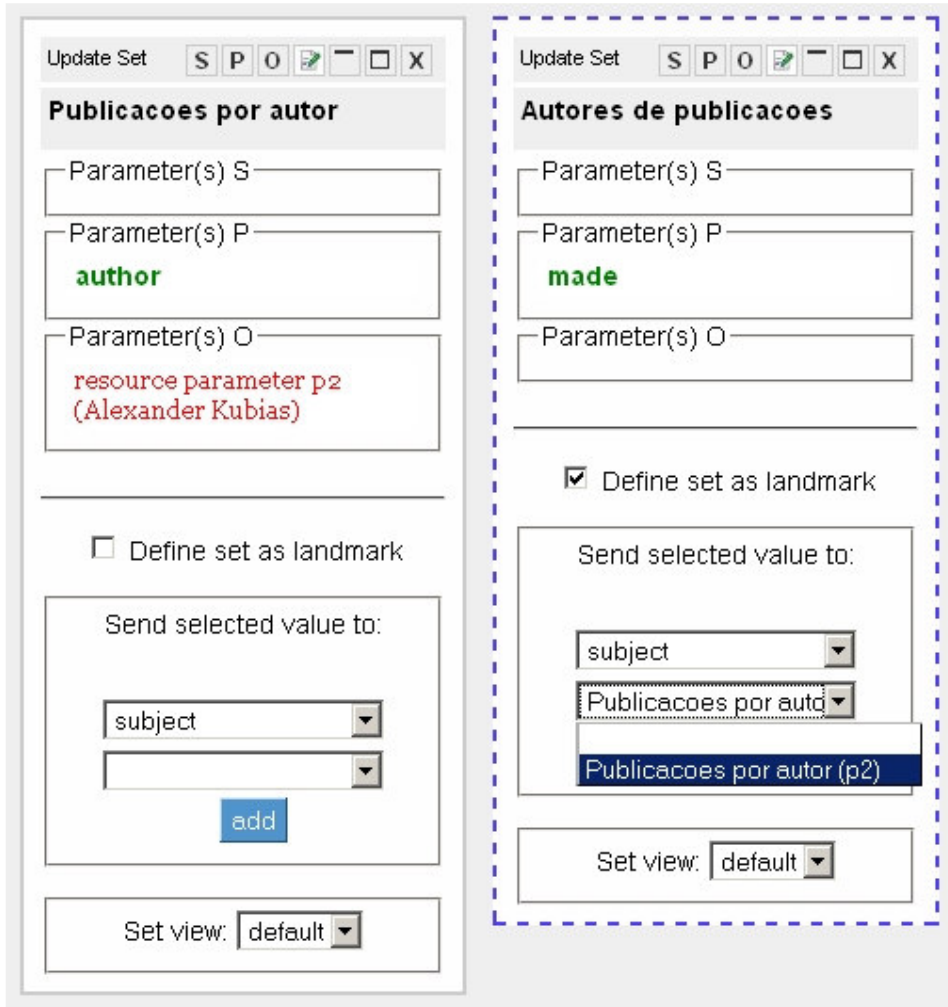 Update Set S P O X
Publicacoes por autor
Parameter(s) S
Parameter(s) P
author
Parameter(s) O
resource parameter p2
(Alexander Kubias)
Define set as landmark
Send selected value to:
subject
add
Set view: default
Update Set S P O X
Autores de publicacoes
Parameter(s) S
Parameter(s) P
made
Parameter(s) O
Define set as landmark
Send selected value to:
subject
Publicacoes por auto
Publicacoes por autor (p2)
Set view: default